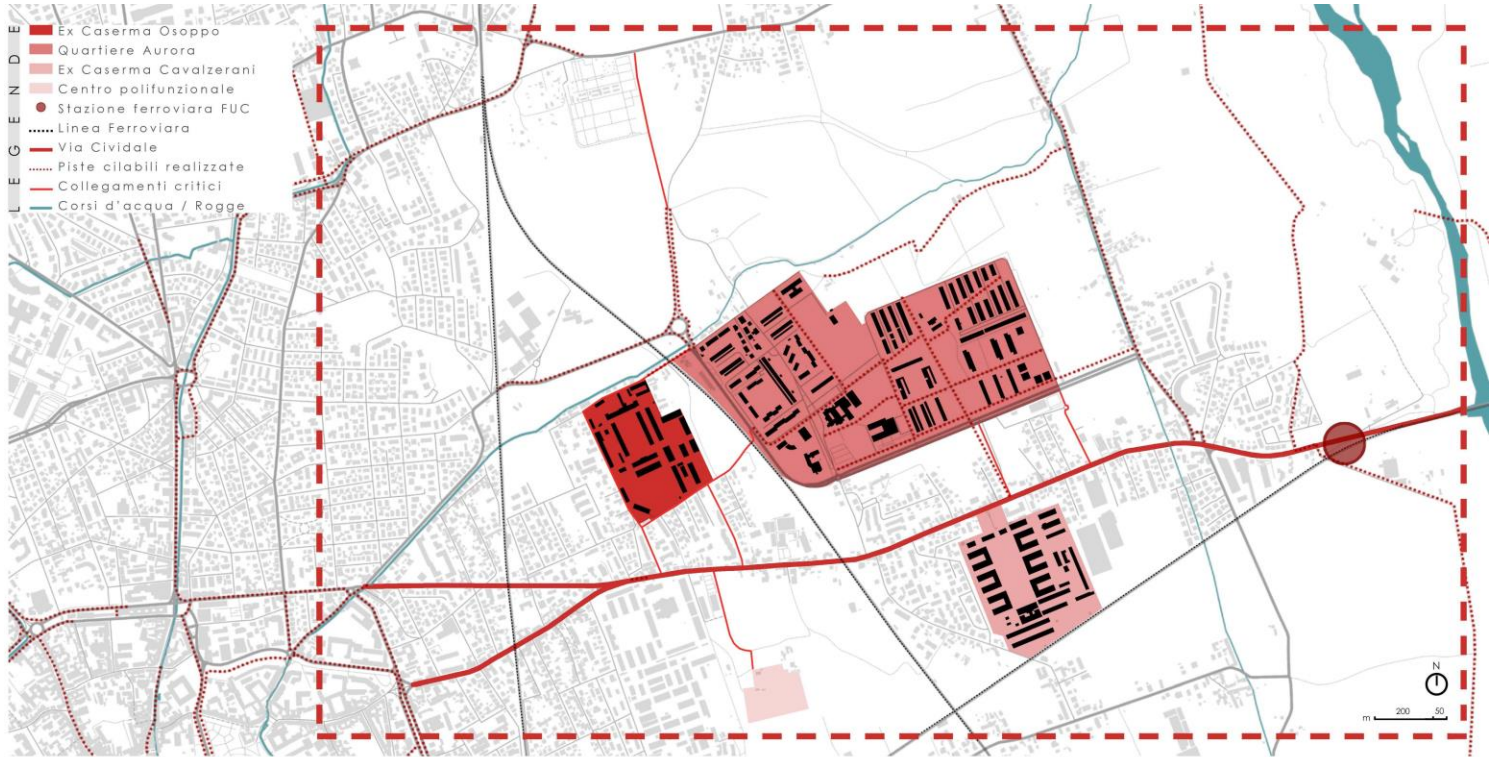 LEGENDE
Ex Caserma Osoppo
Quartiere Aurora
Ex Caserma Cavalzerani
Centro polifunzionale
Stazione ferroviara FUC
Linea Ferroviara
Via Cividale
Piste cilabili realizzate
Collegamenti critici
Corsi d'acqua / Rogge
N
m 200 50